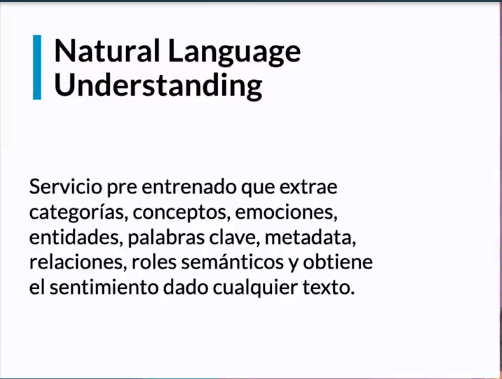 Natural Language
Understanding
Servicio pre entrenado que extrae
categorías, conceptos, emociones,
entidades, palabras clave, metadata,
relaciones, roles semánticos y obtiene
el sentimiento dado cualquier texto.